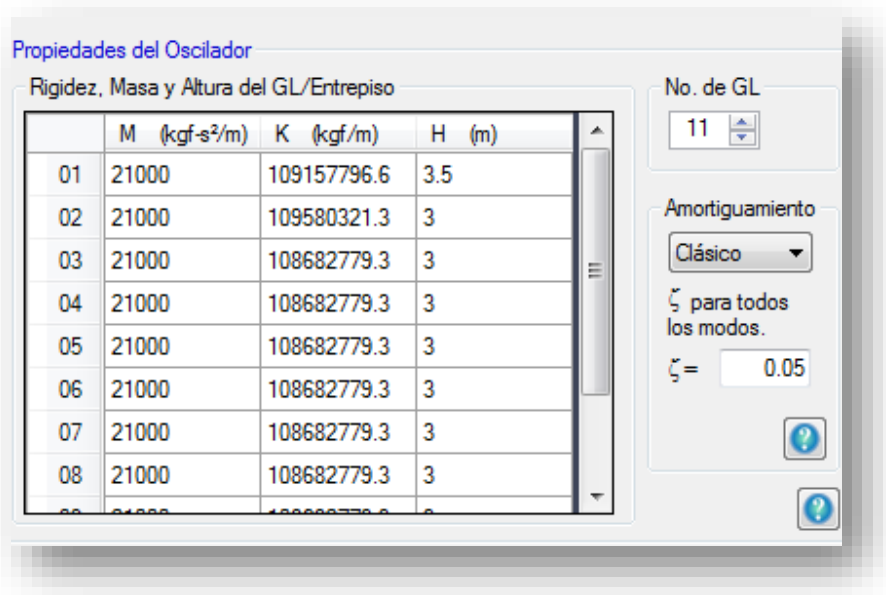 Propiedades del Oscilador
Rigidez, Masa y Altura del GL/Entrepiso
No. de GL
11
M (kgf-s²/m) K (kgf/m) H (m)
01 21000 109157796.6 3.5
02 21000 109580321.3 3
03 21000 108682779.3 3
04 21000 108682779.3 3
05 21000 108682779.3 3
06 21000 108682779.3 3
07 21000 108682779.3 3
08 21000 108682779.3 3
Amortiguamiento
Clásico
ζ para todos
los modos.
ζ= 0.05